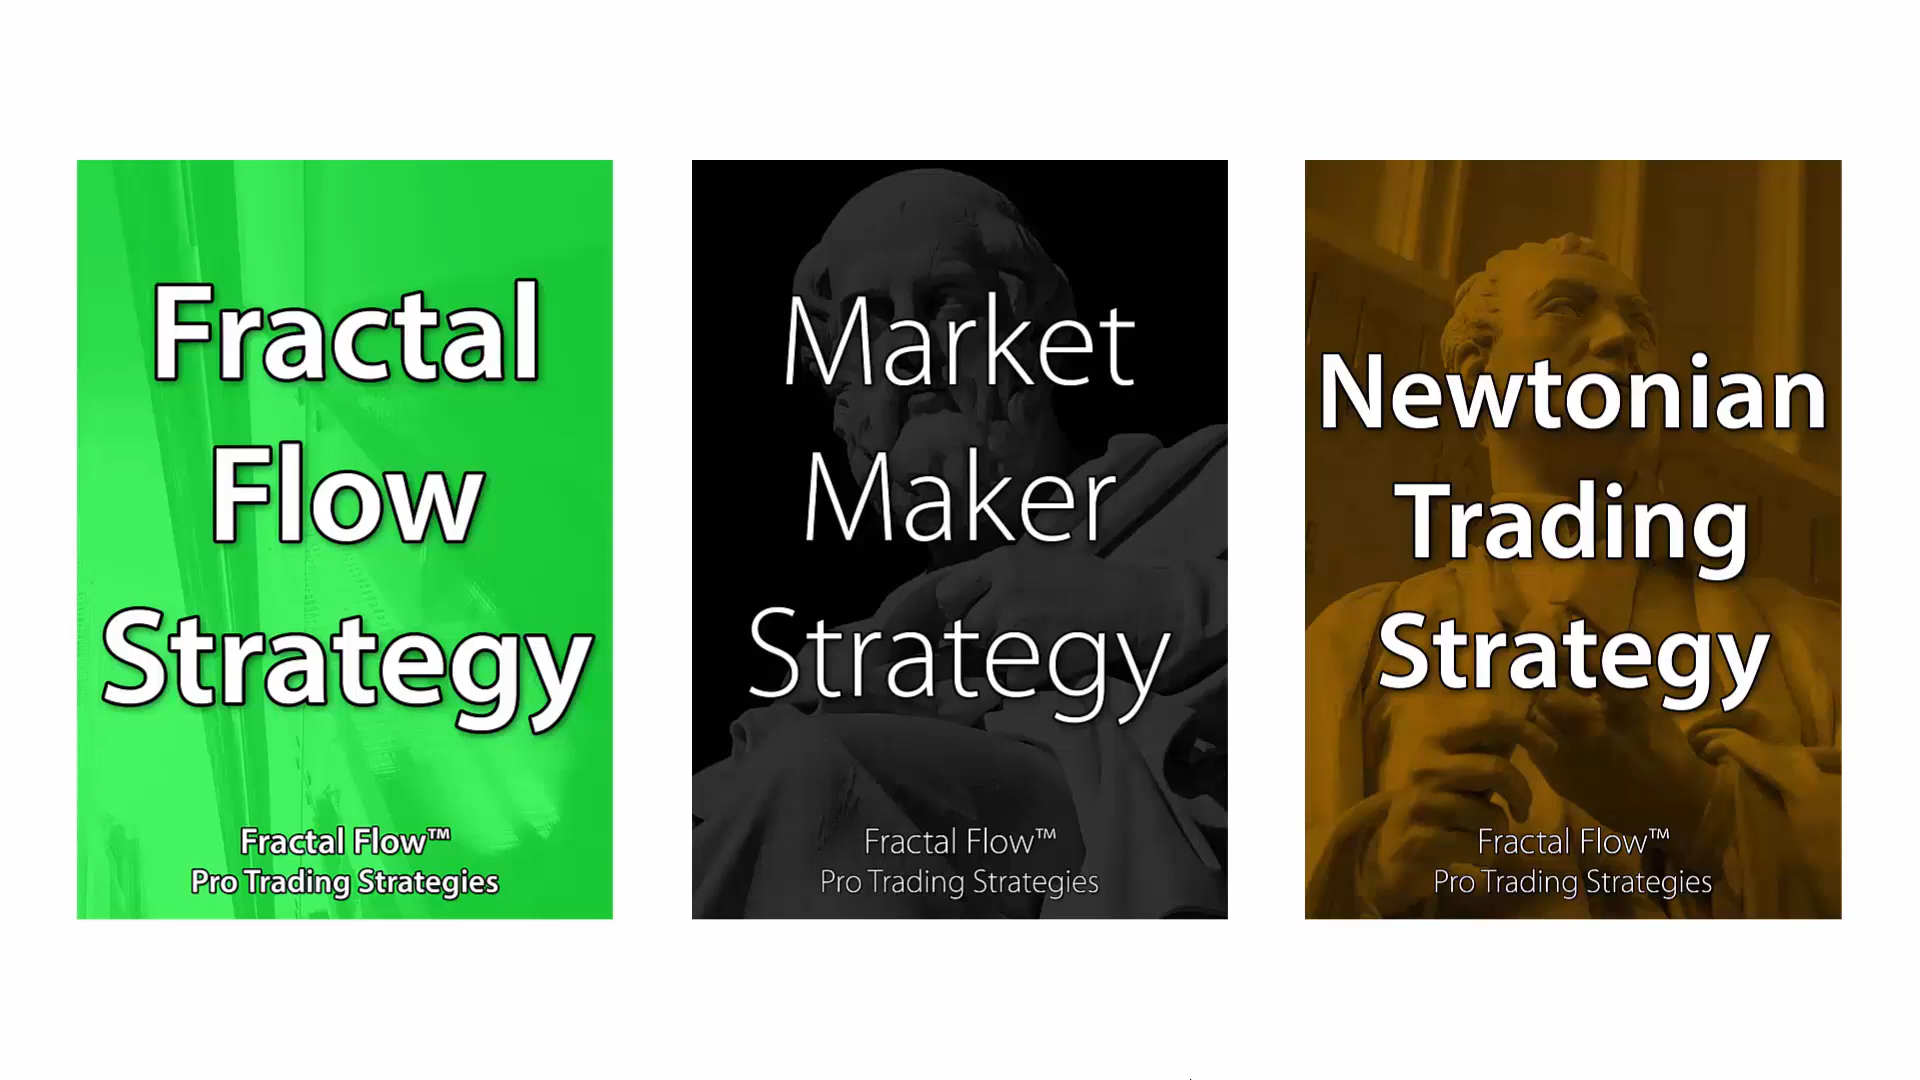 Fractal
Flow
Strategy
Fractal Flow™
Pro Trading Strategies
Market
Maker
Strategy
Fractal Flow™
Pro Trading Strategies
Newtonian
Trading
Strategy
Fractal Flow™
Pro Trading Strategies